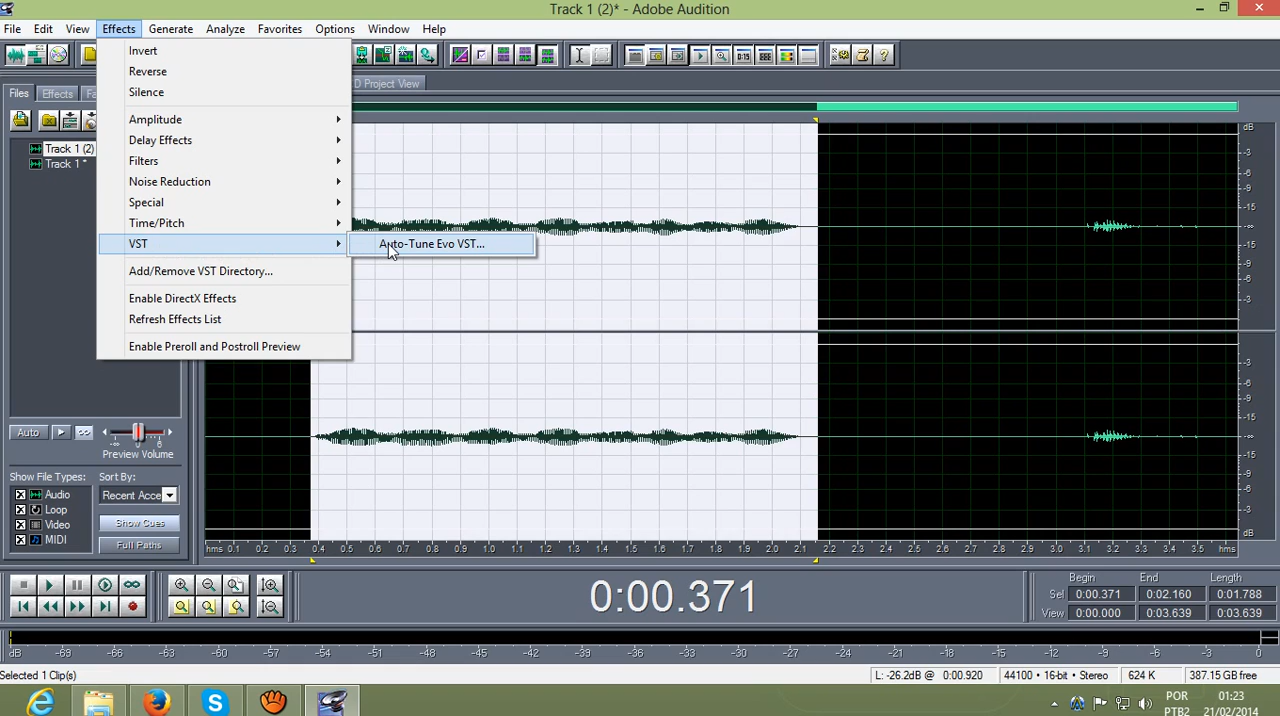 Track 1 (2)* - Adobe Audition
File Edit View Effects Generate Analyze Favorites Options Window Help
Invert
Reverse
Silence
Amplitude
Delay Effects
Filters
Noise Reduction
Special
Time/Pitch
VST
Auto-Tune Evo VST...
Add/Remove VST Directory...
Enable DirectX Effects
Refresh Effects List
Enable Preroll and Postroll Preview
Files Effects Fa
D Project View
Track 1 (2)
Track 1 *
Auto
-∞ 0 +∞
Preview Volume
Show File Types: Sort By:
Audio
Loop
Video
MIDI
Recent Acce
Show Cues
Full Paths
dB
-3
-6
-9
-15
-∞
-15
-9
-6
-3
dB
-3
-6
-9
-15
-∞
-15
-9
-6
-3
dB
hms 0.1 0.2 0.3 0.4 0.5 0.6 0.7 0.8 0.9 1.0 1.1 1.2 1.3 1.4 1.5 1.6 1.7 1.8 1.9 2.0 2.1 2.2 2.3 2.4 2.5 2.6 2.7 2.8 2.9 3.0 3.1 3.2 3.3 3.4 3.5 hms
0:00.371
Begin End Length
Sel 0:00.371 0:02.160 0:01.788
View 0:00.000 0:03.639 0:03.639
dB -69 -66 -63 -60 -57 -54 -51 -48 -45 -42 -39 -36 -33 -30 -27 -24 -21 -18 -15 -12 -9 -6 -3 0
Selected 1 Clip(s)
L: -26.2dB @ 0:00.920 44100 • 16-bit • Stereo 624 K 387.15 GB free
POR
PTB2
01:23
21/02/2014